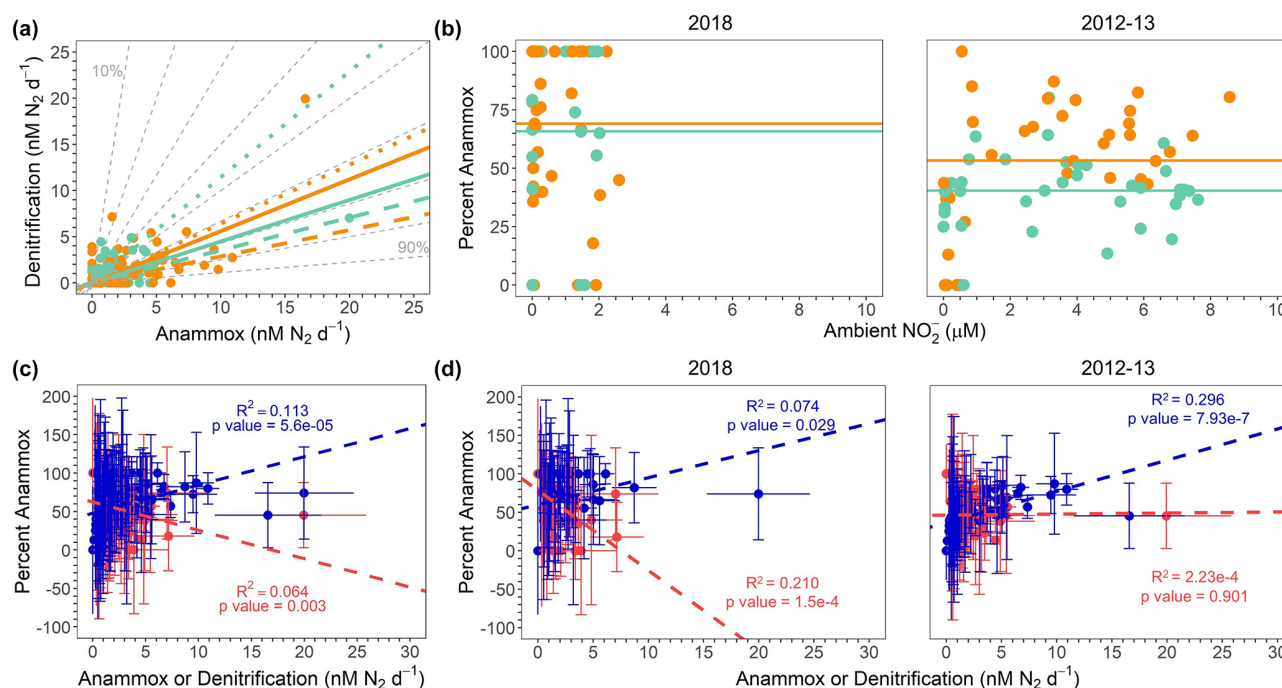 (a)
Denitrification (nM N₂ d⁻¹)
25
20
15
10
5
0
10%
90%
0 5 10 15 20 25
Anammox (nM N₂ d⁻¹)
(b)
2018
2012-13
Percent Anammox
100
75
50
25
0
0 2 4 6 8 10
0 2 4 6 8 10
Ambient NO₂⁻ (μM)
(c)
Percent Anammox
200
150
100
50
0
-50
-100
R² = 0.113
p value = 5.6e-05
R² = 0.064
p value = 0.003
0 5 10 15 20 25 30
Anammox or Denitrification (nM N₂ d⁻¹)
(d)
2018
2012-13
Percent Anammox
200
150
100
50
0
-50
-100
R² = 0.074
p value = 0.029
R² = 0.210
p value = 1.5e-4
0 5 10 15 20 25 30
R² = 0.296
p value = 7.93e-7
R² = 2.23e-4
p value = 0.901
0 5 10 15 20 25 30
Anammox or Denitrification (nM N₂ d⁻¹)